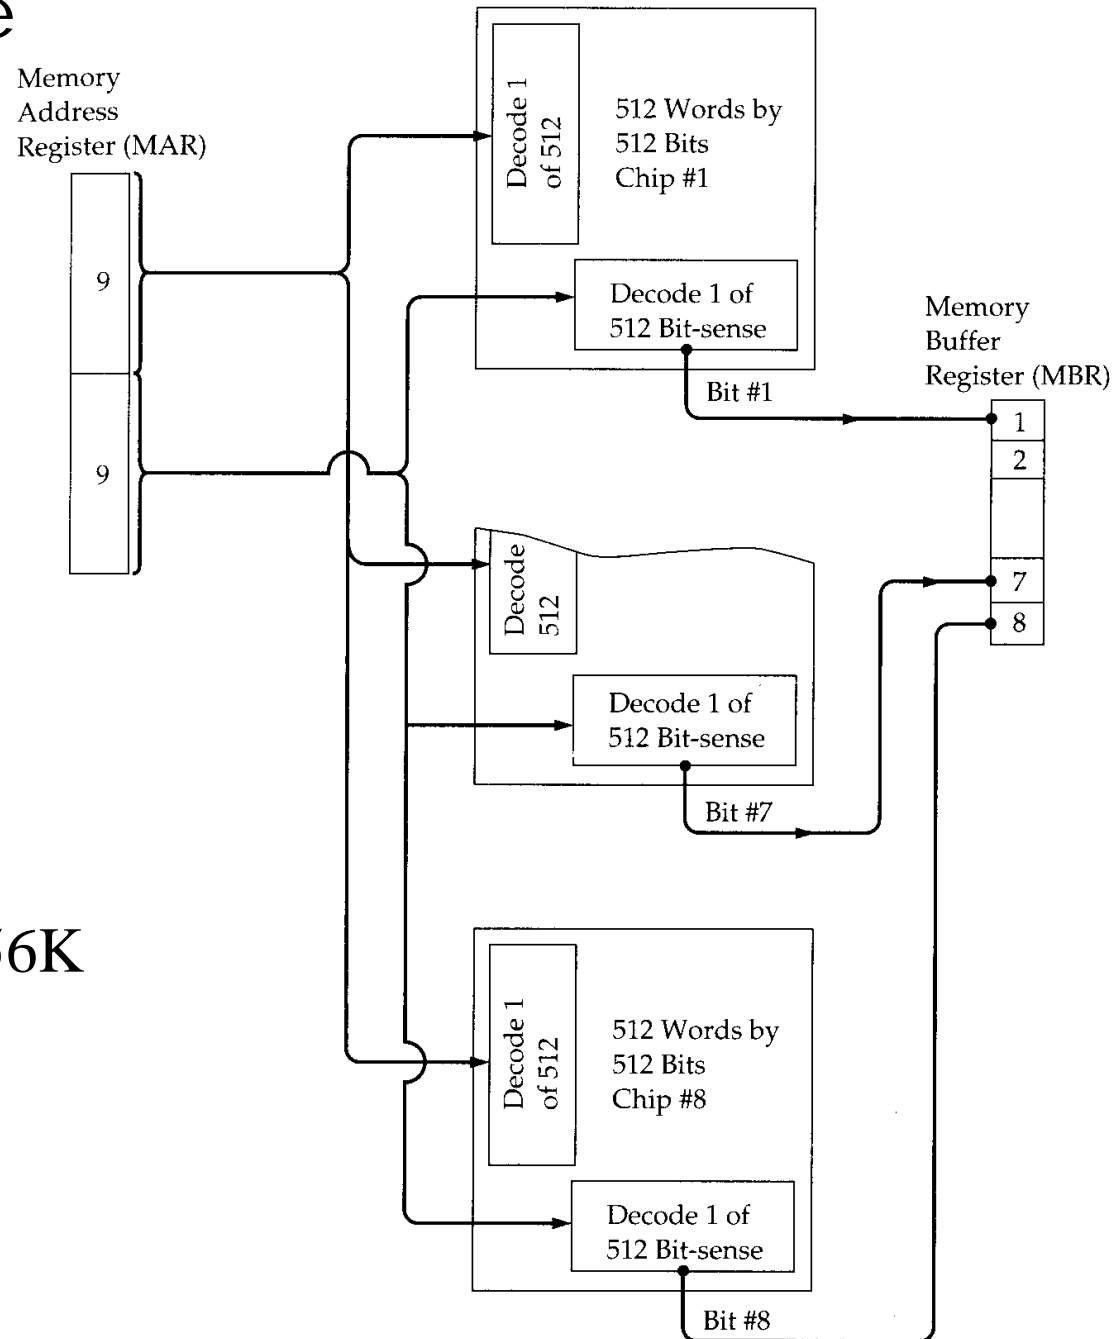 e
Memory
Address
Register (MAR)
9
9
Decode 1
of 512
512 Words by
512 Bits
Chip #1
Decode 1 of
512 Bit-sense
Bit #1
Memory
Buffer
Register (MBR)
1
2
7
8
Decode
512
Decode 1 of
512 Bit-sense
Bit #7
6K
Decode 1
of 512
512 Words by
512 Bits
Chip #8
Decode 1 of
512 Bit-sense
Bit #8